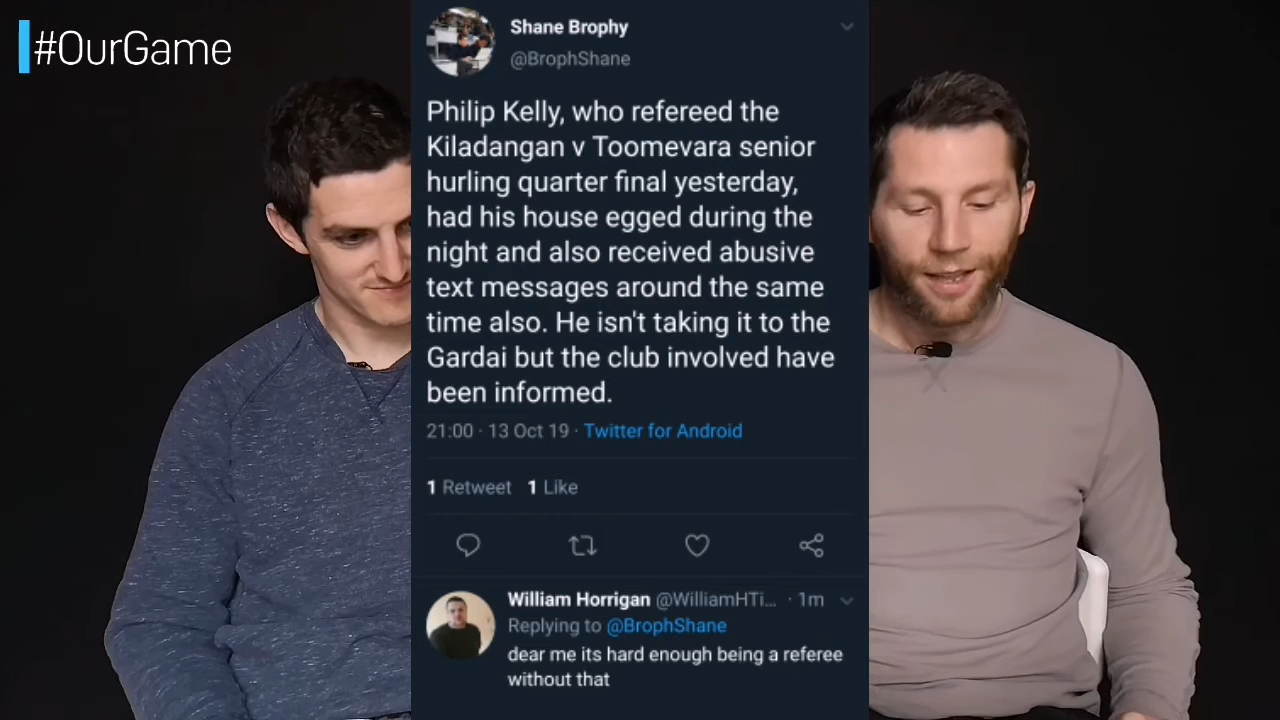 #OurGame
Shane Brophy
@BrophShane
Philip Kelly, who refereed the
Kiladangan v Toomevara senior
hurling quarter final yesterday,
had his house egged during the
night and also received abusive
text messages around the same
time also. He isn't taking it to the
Gardai but the club involved have
been informed.
21:00 · 13 Oct 19 · Twitter for Android
1 Retweet 1 Like
William Horrigan @WilliamHTi... · 1m
Replying to @BrophShane
dear me its hard enough being a referee
without that